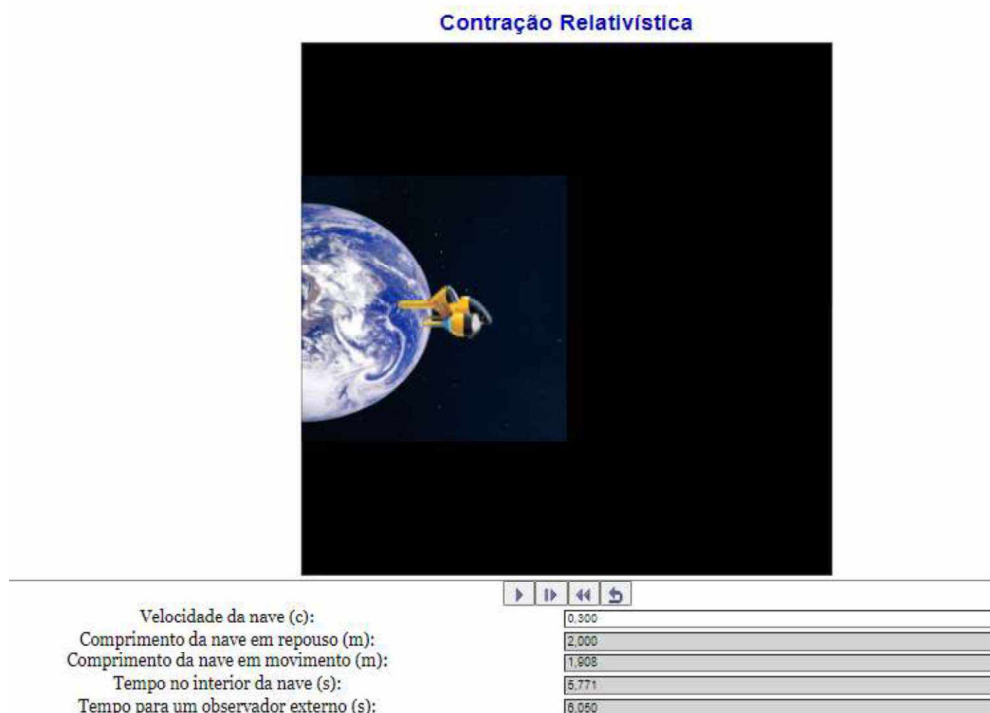 Contração Relativística
Velocidade da nave (c): 0,300
Comprimento da nave em repouso (m): 2,000
Comprimento da nave em movimento (m): 1,908
Tempo no interior da nave (s): 5,771
Tempo para um observador externo (s): 6,050